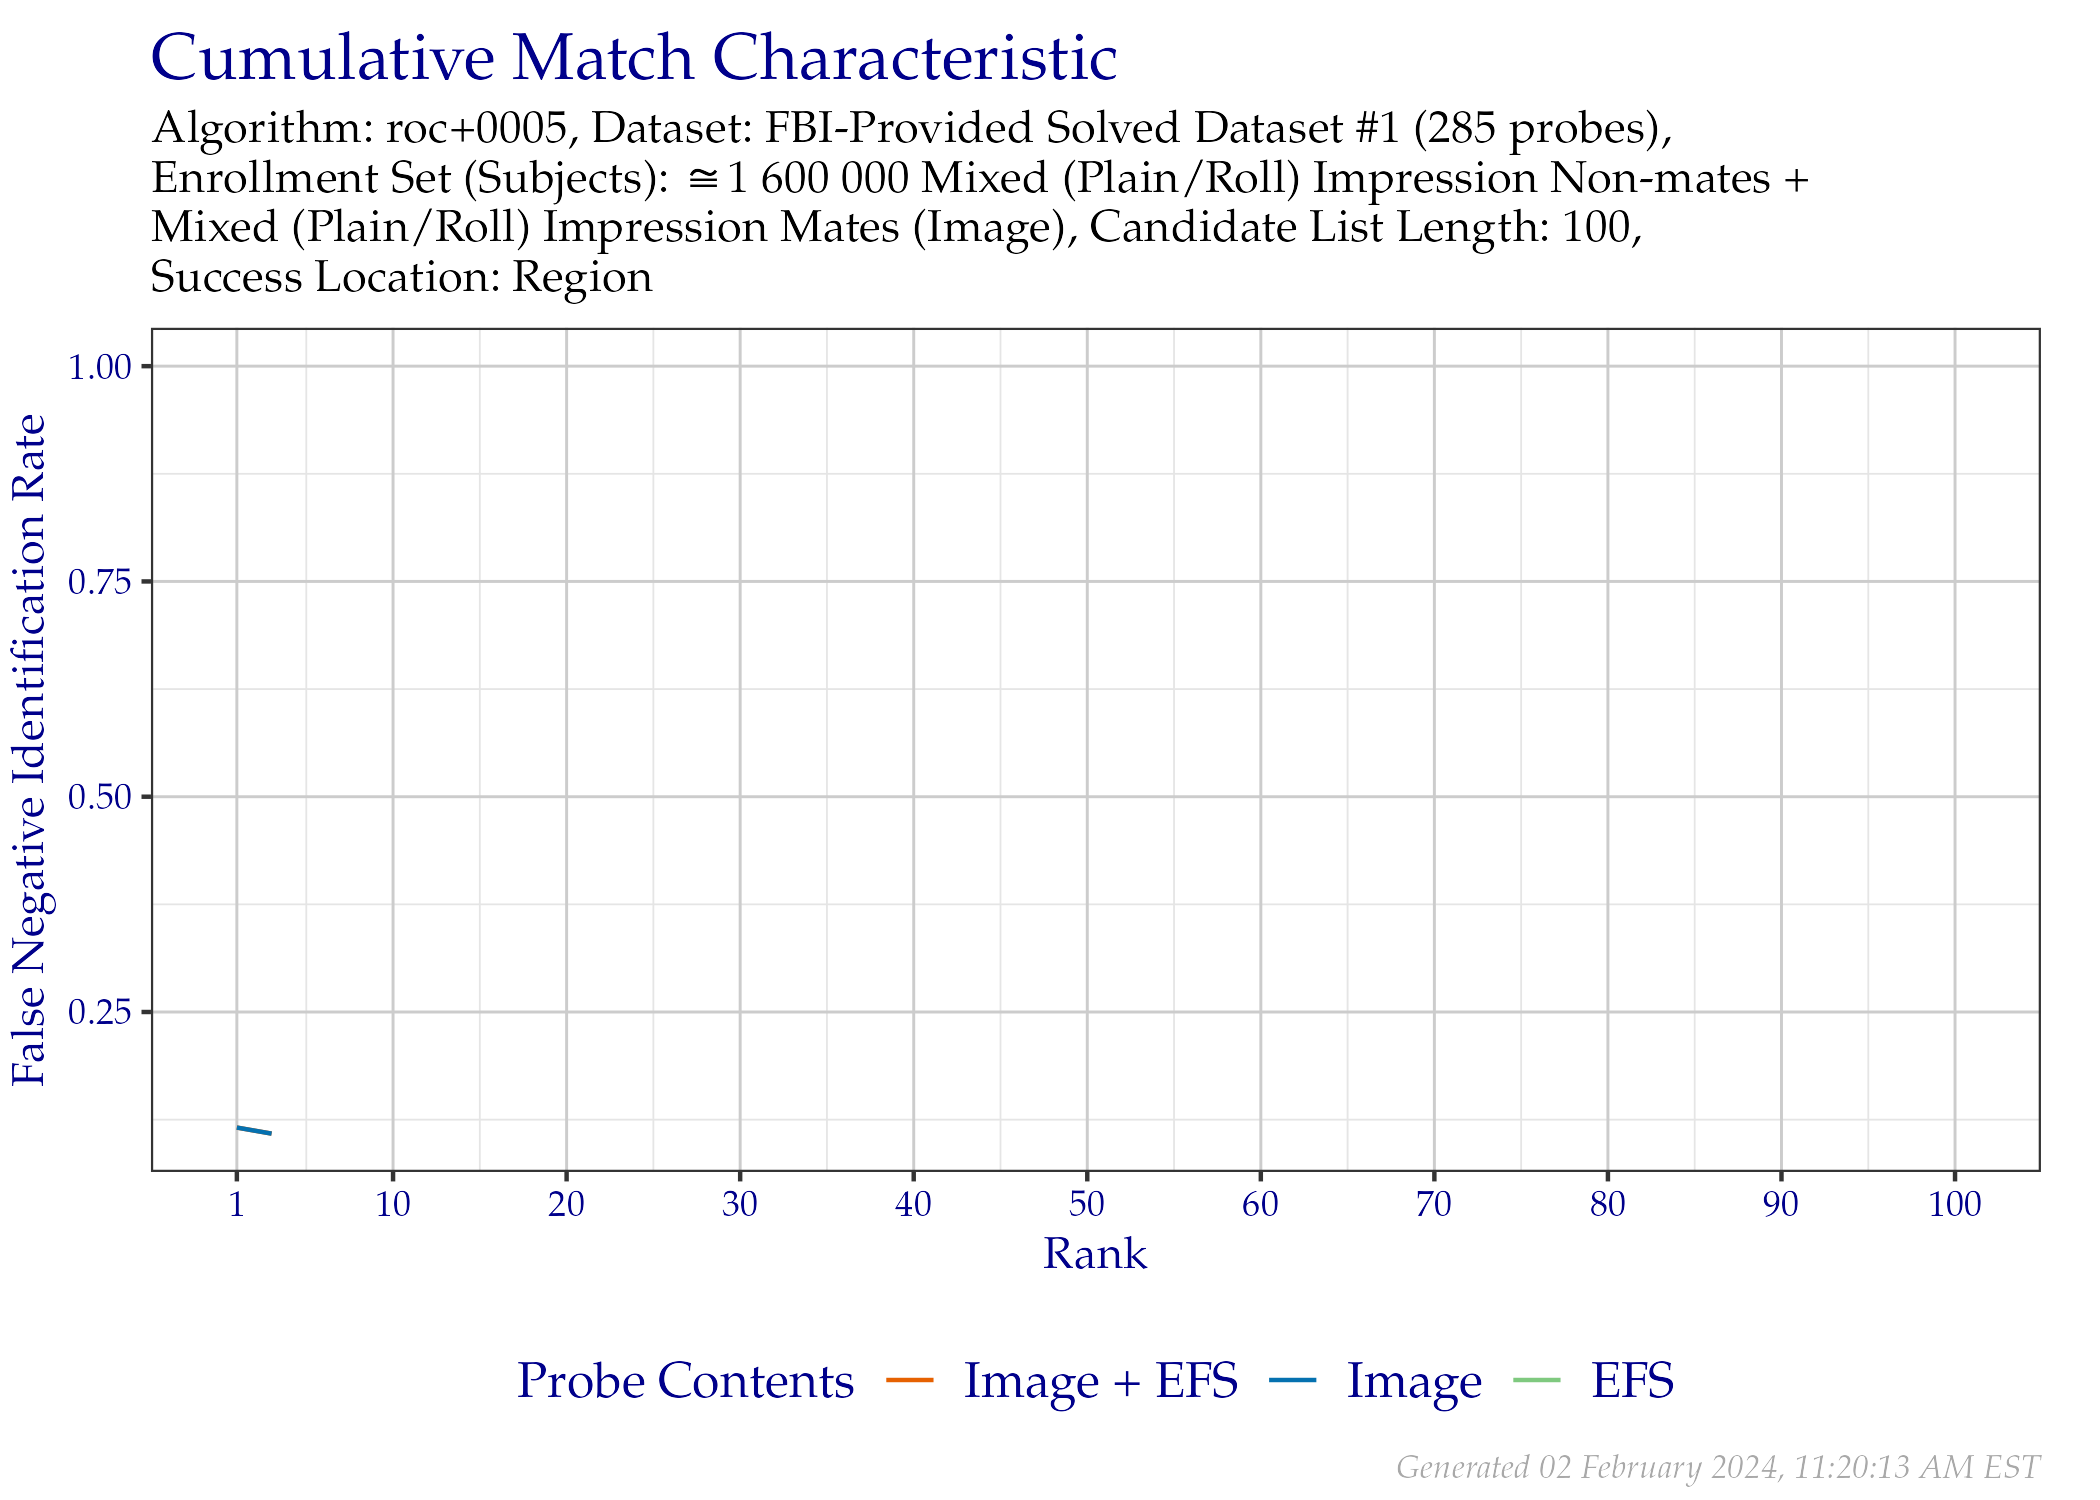 Cumulative Match Characteristic
Algorithm: roc+0005, Dataset: FBI-Provided Solved Dataset #1 (285 probes),
Enrollment Set (Subjects): ≅1 600 000 Mixed (Plain/Roll) Impression Non-mates +
Mixed (Plain/Roll) Impression Mates (Image), Candidate List Length: 100,
Success Location: Region
False Negative Identification Rate
1.00
0.75
0.50
0.25
1 10 20 30 40 50 60 70 80 90 100
Rank
Probe Contents Image + EFS Image EFS
Generated 02 February 2024, 11:20:13 AM EST